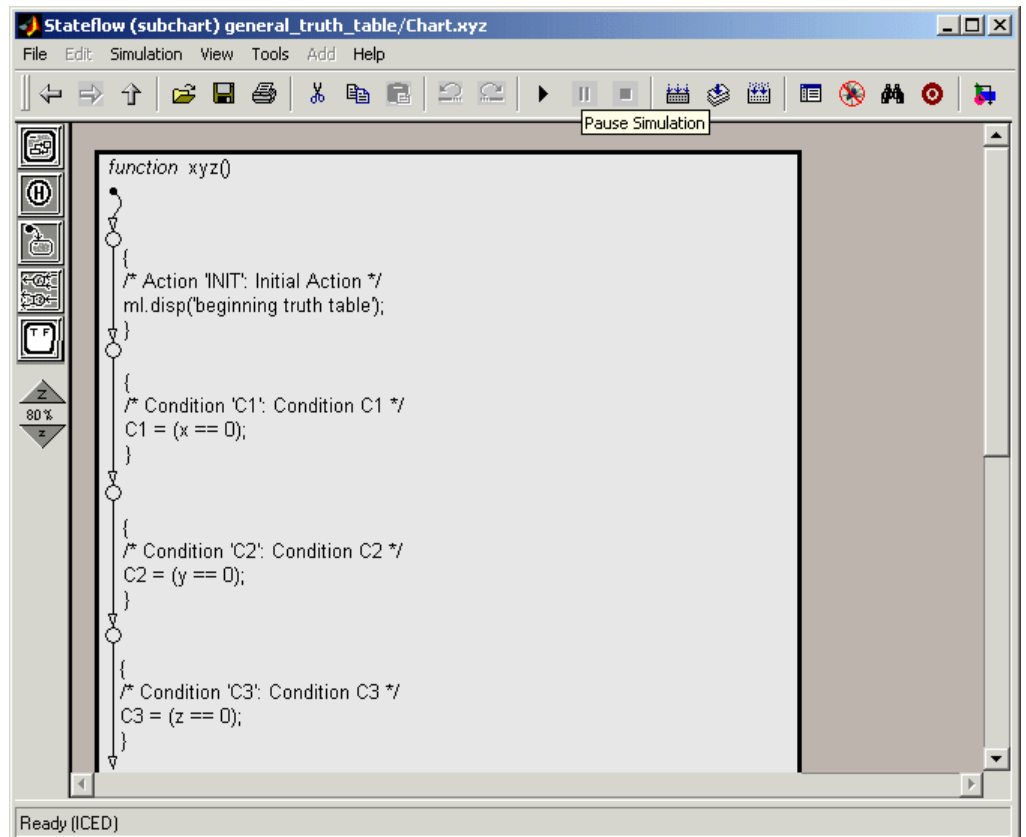 Stateflow (subchart) general_truth_table/Chart.xyz
File Edit Simulation View Tools Add Help
Pause Simulation
function xyz()
H
{
/* Action 'INIT': Initial Action */
ml.disp('beginning truth table');
}
T F
{
/* Condition 'C1': Condition C1 */
C1 = (x == 0);
}
Z
80 %
z
{
/* Condition 'C2': Condition C2 */
C2 = (y == 0);
}
{
/* Condition 'C3': Condition C3 */
C3 = (z == 0);
}
Ready (ICED)